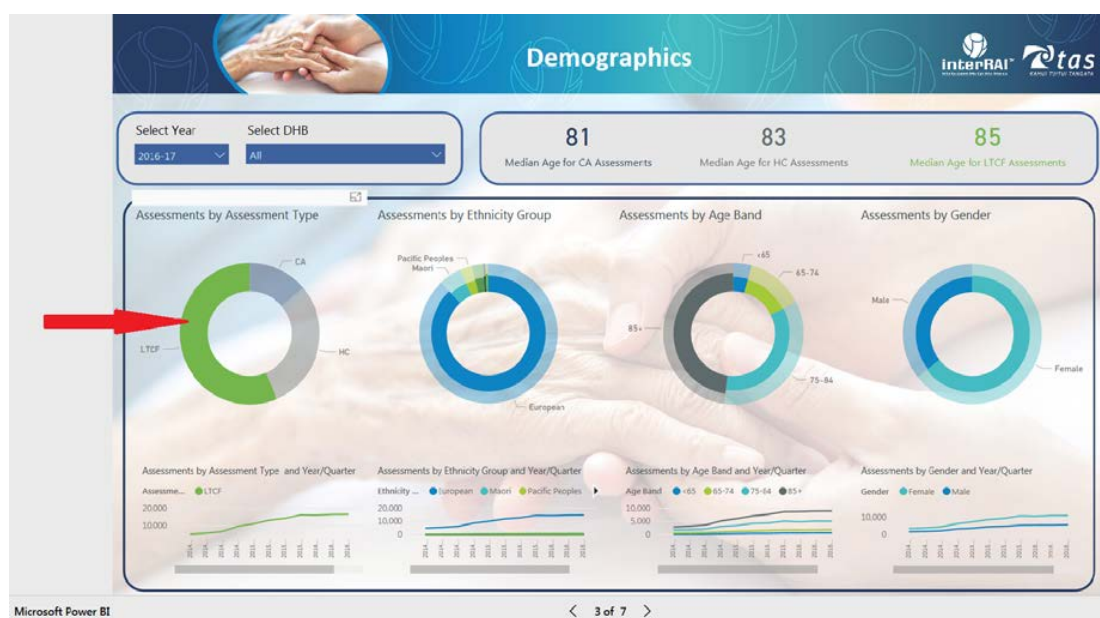 Demographics
interRAI
tas
KAHUI TUITUI TANGATA
Select Year
Select DHB
2016-17
All
81
Median Age for CA Assessments
83
Median Age for HC Assessments
85
Median Age for LTCF Assessments
Assessments by Assessment Type
CA
HC
LTCF
Assessments by Ethnicity Group
Pacific Peoples
Maori
European
Assessments by Age Band
<65
65-74
75-84
85+
Assessments by Gender
Male
Female
Assessments by Assessment Type and Year/Quarter
Assessme... LTCF
20,000
10,000
Assessments by Ethnicity Group and Year/Quarter
Ethnicity ... European Maori Pacific Peoples
20,000
10,000
0
Assessments by Age Band and Year/Quarter
Age Band <65 65-74 75-84 85+
10,000
5,000
0
Assessments by Gender and Year/Quarter
Gender Female Male
10,000
0
Microsoft Power BI
3 of 7